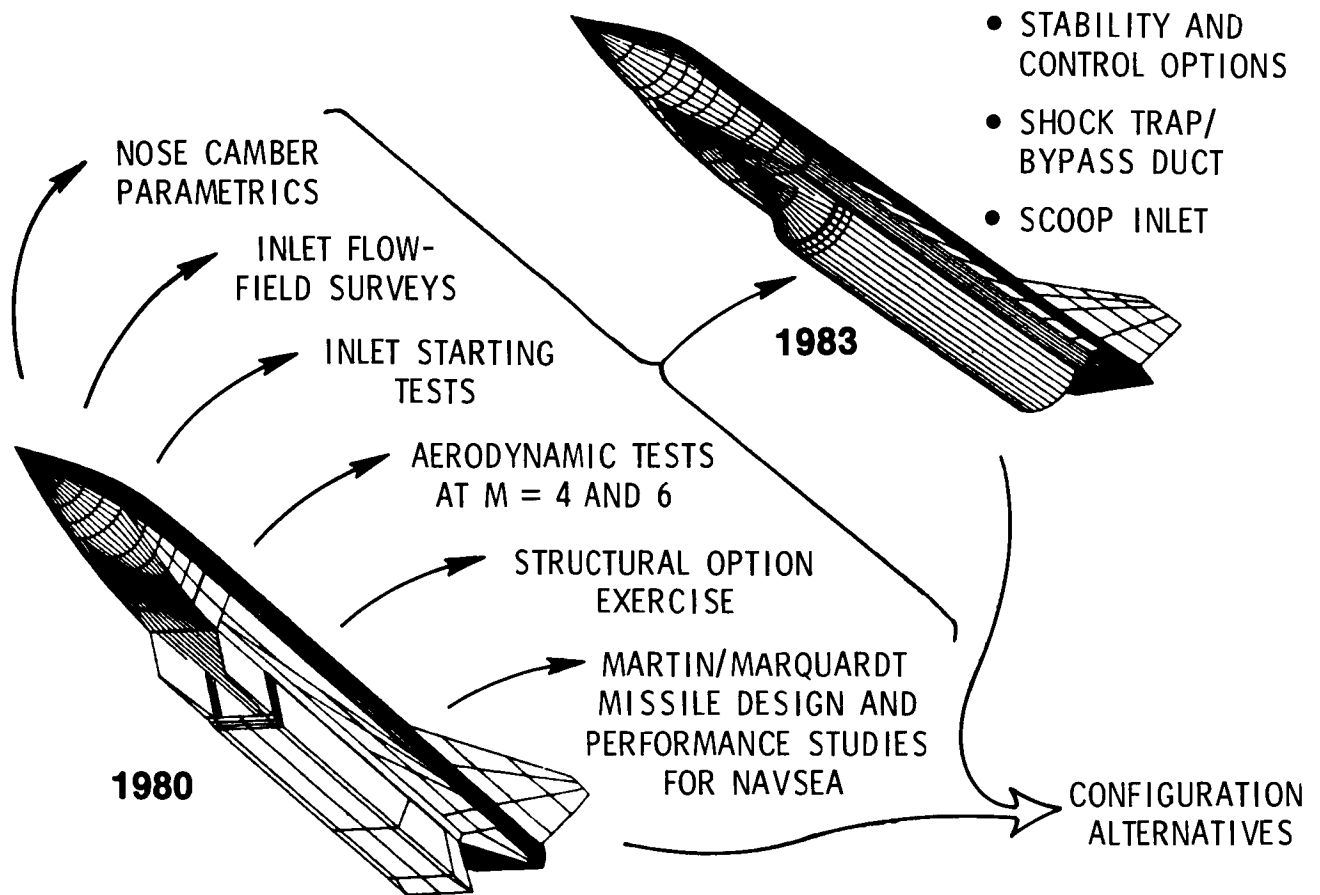 NOSE CAMBER
PARAMETRICS
INLET FLOW-
FIELD SURVEYS
INLET STARTING
TESTS
AERODYNAMIC TESTS
AT M = 4 AND 6
STRUCTURAL OPTION
EXERCISE
MARTIN/MARQUARDT
MISSILE DESIGN AND
PERFORMANCE STUDIES
FOR NAVSEA
1980
1983
• STABILITY AND
CONTROL OPTIONS
• SHOCK TRAP/
BYPASS DUCT
• SCOOP INLET
CONFIGURATION
ALTERNATIVES